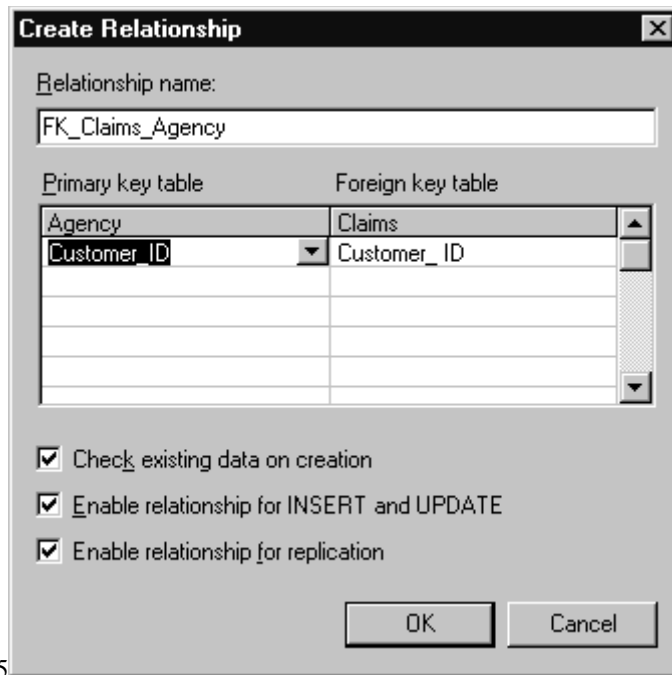 Create Relationship
Relationship name:
FK_Claims_Agency
Primary key table Foreign key table
Agency Claims
Customer_ID Customer_ ID
Check existing data on creation
Enable relationship for INSERT and UPDATE
Enable relationship for replication
OK Cancel
5